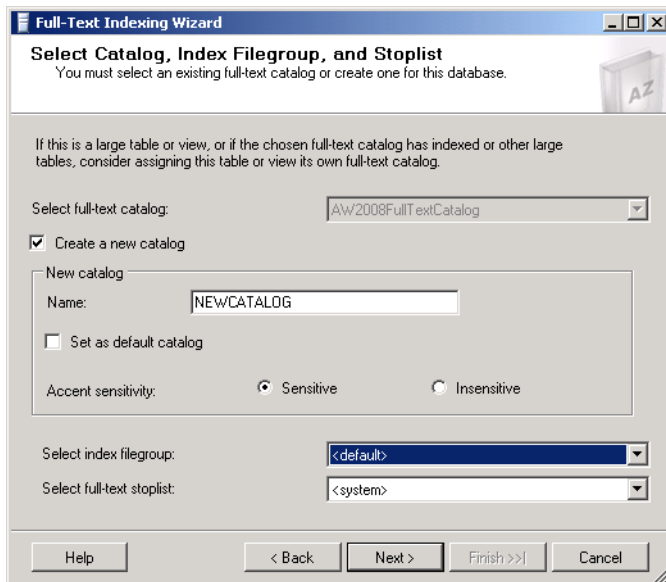 Full-Text Indexing Wizard
Select Catalog, Index Filegroup, and Stoplist
You must select an existing full-text catalog or create one for this database.
AZ
If this is a large table or view, or if the chosen full-text catalog has indexed or other large
tables, consider assigning this table or view its own full-text catalog.
Select full-text catalog: AW2008FullTextCatalog
Create a new catalog
New catalog
Name: NEWCATALOG
Set as default catalog
Accent sensitivity: Sensitive Insensitive
Select index filegroup: <default>
Select full-text stoplist: <system>
Help < Back Next > Finish >>| Cancel